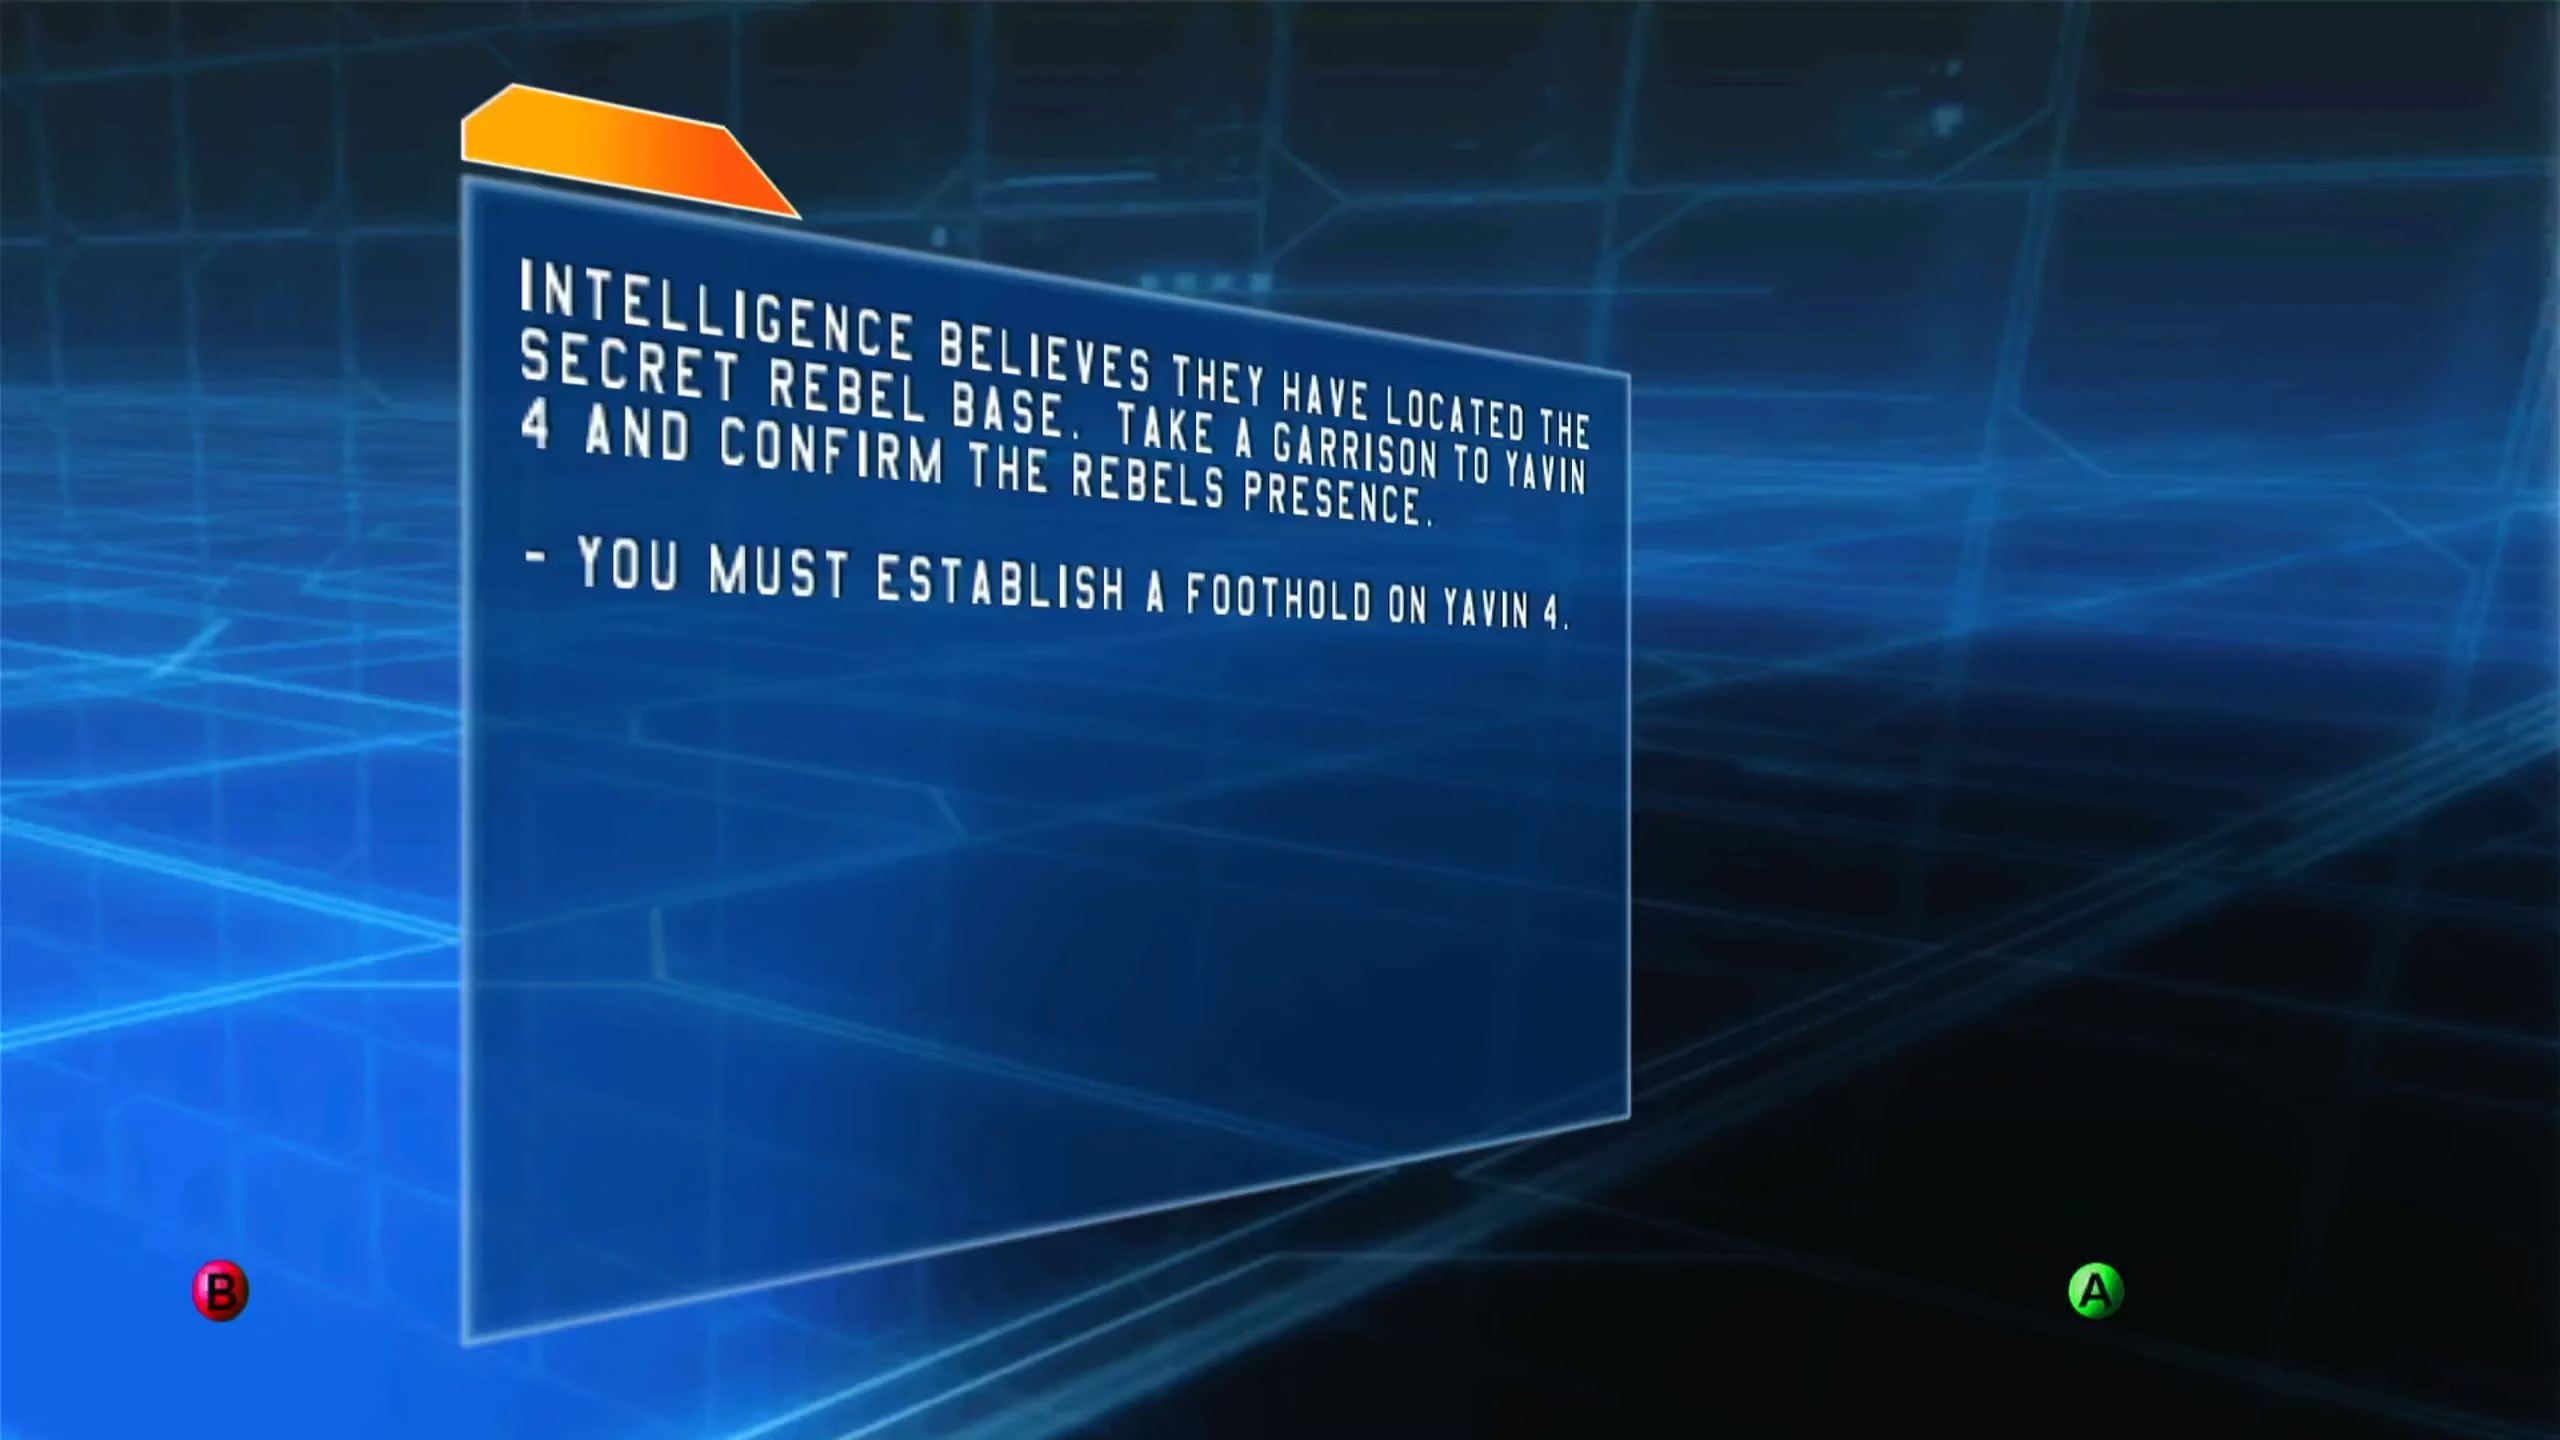 INTELLIGENCE BELIEVES THEY HAVE LOCATED THE
SECRET REBEL BASE. TAKE A GARRISON TO YAVIN
4 AND CONFIRM THE REBELS PRESENCE.
- YOU MUST ESTABLISH A FOOTHOLD ON YAVIN 4.
B
A